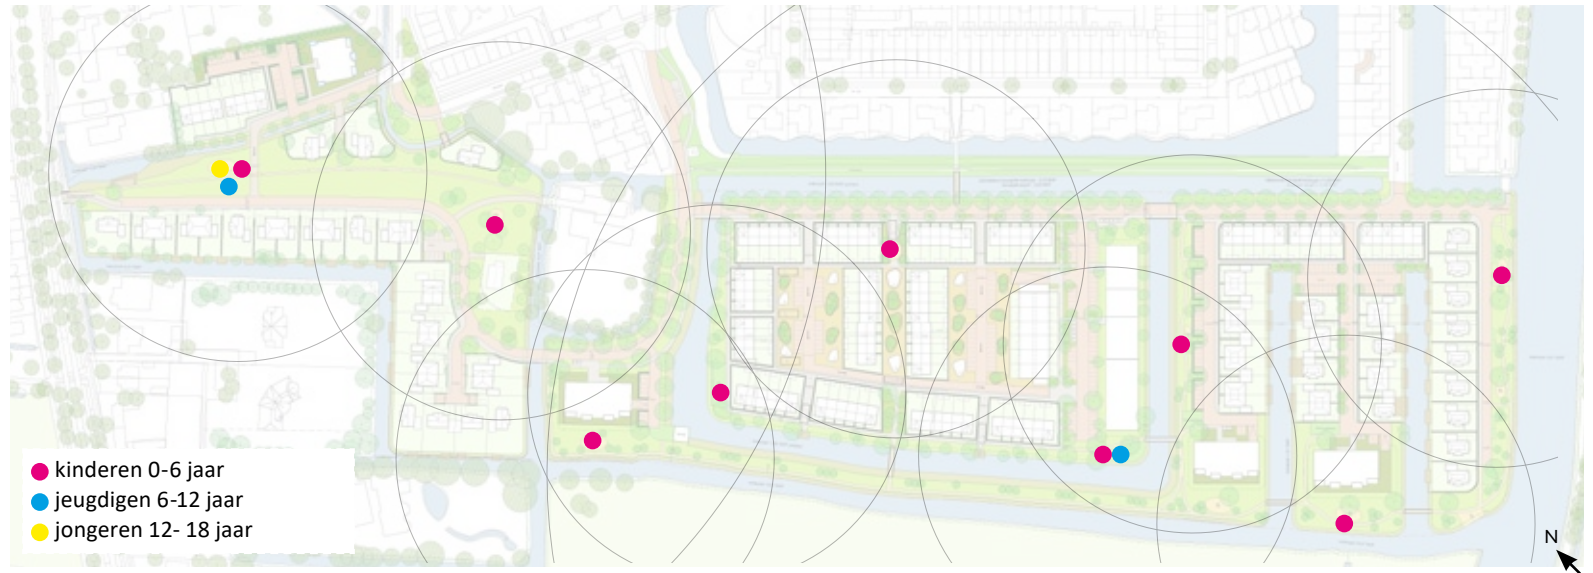 kinderen 0-6 jaar
jeugdigen 6-12 jaar
jongeren 12- 18 jaar
N